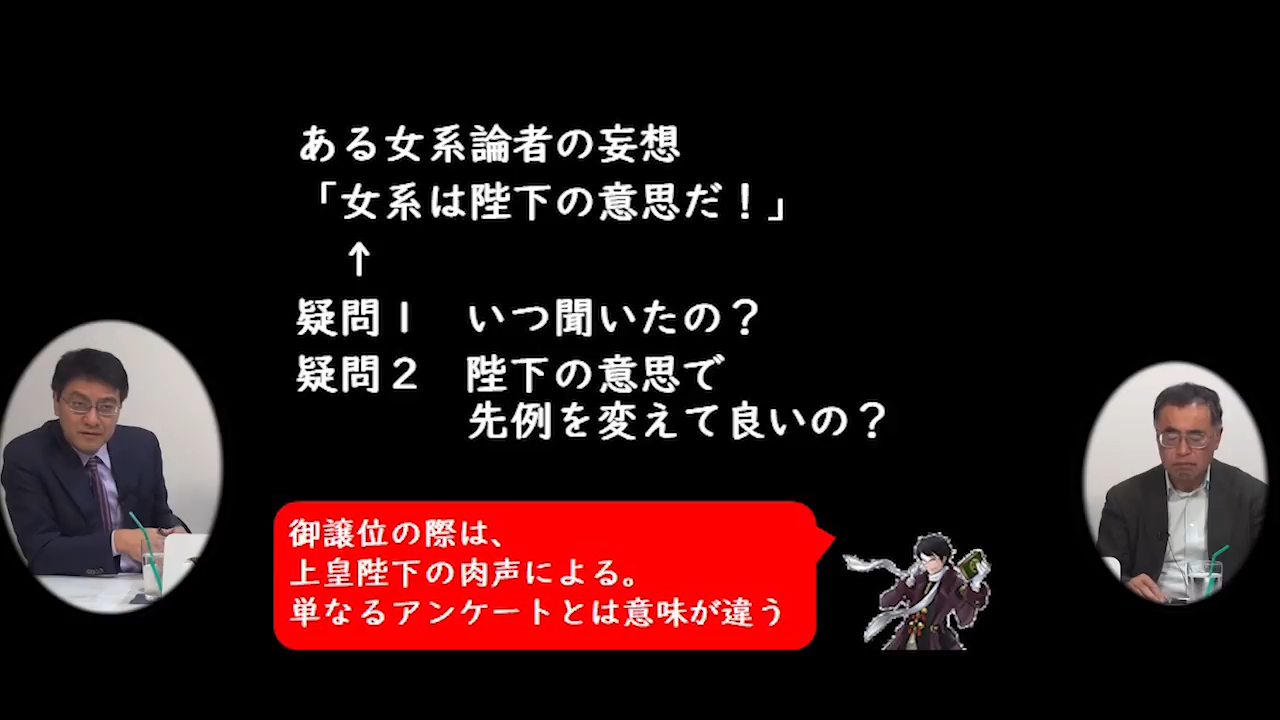 ある女系論者の妄想
「女系は陛下の意思だ！」
↑
疑問１　いつ聞いたの？
疑問２　陛下の意思で
先例を変えて良いの？
御譲位の際は、
上皇陛下の肉声による。
単なるアンケートとは意味が違う